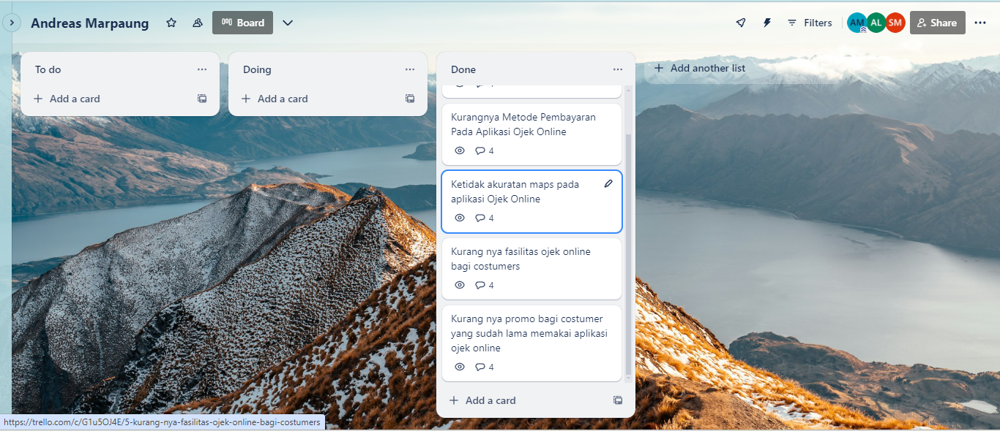 Andreas Marpaung
Board
Filters
AM
AL
SM
Share
To do
Add a card
Doing
Add a card
Done
Kurangnya Metode Pembayaran
Pada Aplikasi Ojek Online
4
Ketidak akuratan maps pada
aplikasi Ojek Online
4
Kurang nya fasilitas ojek online
bagi costumers
4
Kurang nya promo bagi costumer
yang sudah lama memakai aplikasi
ojek online
4
Add a card
Add another list
https://trello.com/c/G1u5OJ4E/5-kurang-nya-fasilitas-ojek-online-bagi-costumers